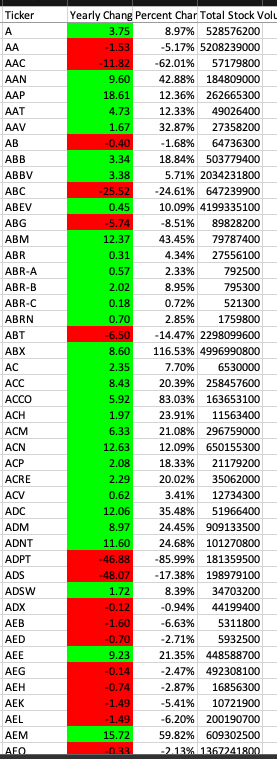 Ticker Yearly Chang Percent Char Total Stock Volu
A 3.75 8.97% 528576200
AA -1.53 -5.17% 5208239000
AAC -11.82 -62.01% 57179800
AAN 9.60 42.88% 184809000
AAP 18.61 12.36% 262665300
AAT 4.73 12.33% 49026400
AAV 1.67 32.87% 27358200
AB -0.40 -1.68% 64736300
ABB 3.34 18.84% 503779400
ABBV 3.38 5.71% 2034231800
ABC -25.52 -24.61% 647239900
ABEV 0.45 10.09% 4199335100
ABG -5.74 -8.51% 89828200
ABM 12.37 43.45% 79787400
ABR 0.31 4.34% 27556100
ABR-A 0.57 2.33% 792500
ABR-B 2.02 8.95% 795300
ABR-C 0.18 0.72% 521300
ABRN 0.70 2.85% 1759800
ABT -6.50 -14.47% 2298099600
ABX 8.60 116.53% 4996990800
AC 2.35 7.70% 6530000
ACC 8.43 20.39% 258457600
ACCO 5.92 83.03% 163653100
ACH 1.97 23.91% 11563400
ACM 6.33 21.08% 296759000
ACN 12.63 12.09% 650155300
ACP 2.08 18.33% 21179200
ACRE 2.29 20.02% 35062000
ACV 0.62 3.41% 12734300
ADC 12.06 35.48% 51966400
ADM 8.97 24.45% 909133500
ADNT 11.60 24.68% 101270800
ADPT -46.88 -85.99% 181359500
ADS -48.07 -17.38% 198979100
ADSW 1.72 8.39% 34703200
ADX -0.12 -0.94% 44199400
AEB -1.60 -6.63% 5311800
AED -0.70 -2.71% 5932500
AEE 9.23 21.35% 448588700
AEG -0.14 -2.47% 492308100
AEH -0.74 -2.87% 16856300
AEK -1.49 -5.41% 10721900
AEL -1.49 -6.20% 200190700
AEM 15.72 59.82% 609302500
AEO -0.33 -2.13% 1367241800